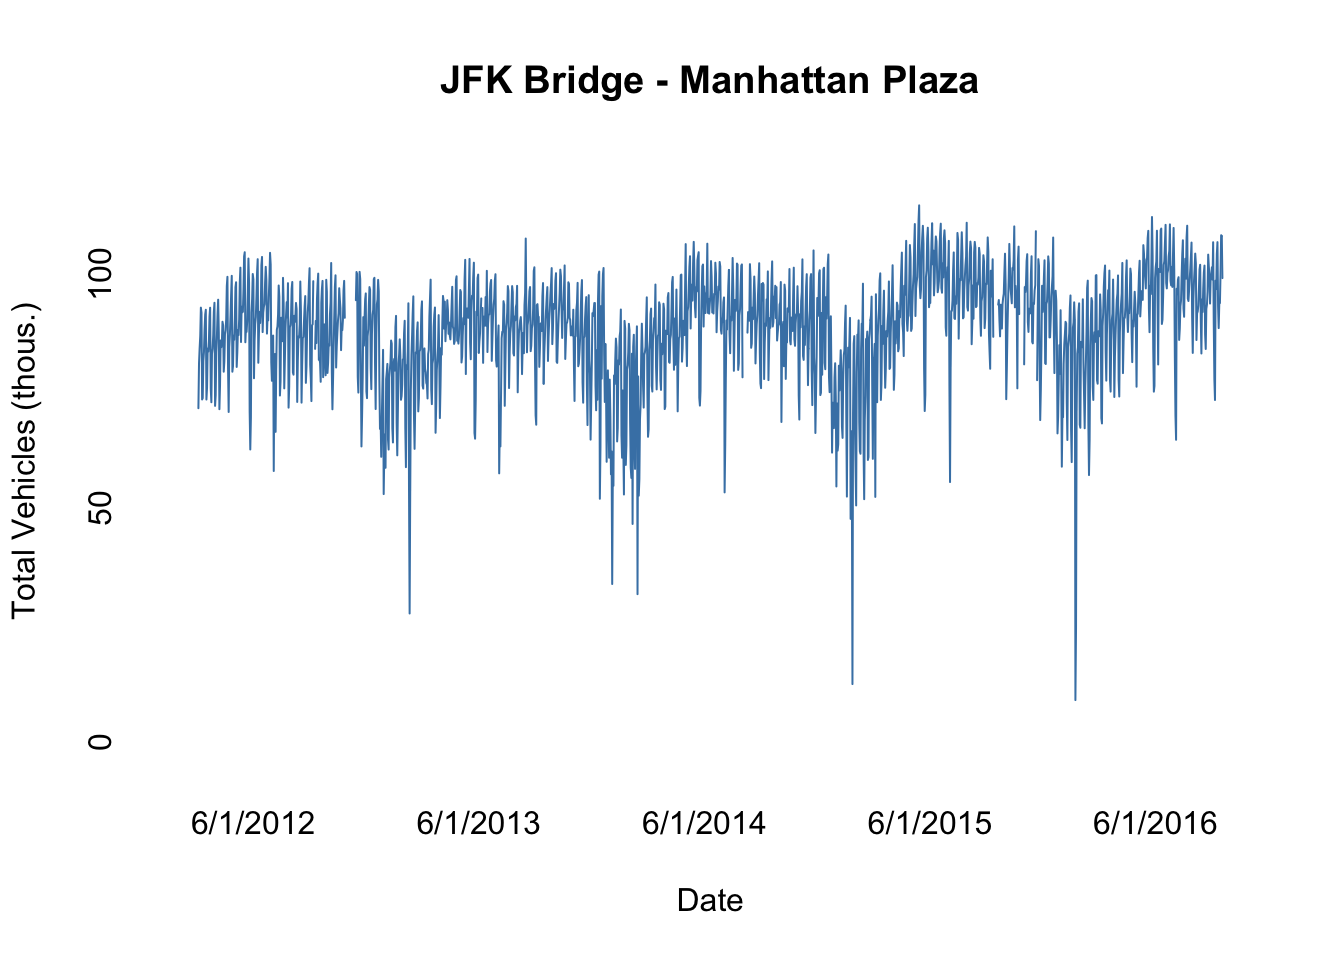 JFK Bridge - Manhattan Plaza
Total Vehicles (thous.)
100
50
0
6/1/2012 6/1/2013 6/1/2014 6/1/2015 6/1/2016
Date